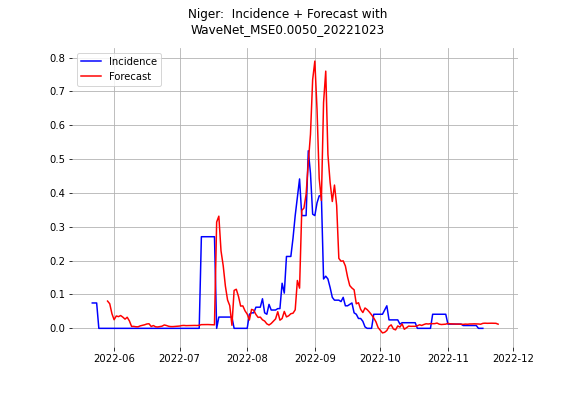 Niger:  Incidence + Forecast with
WaveNet_MSE0.0050_20221023
Incidence
Forecast
0.8
0.7
0.6
0.5
0.4
0.3
0.2
0.1
0.0
2022-06 2022-07 2022-08 2022-09 2022-10 2022-11 2022-12